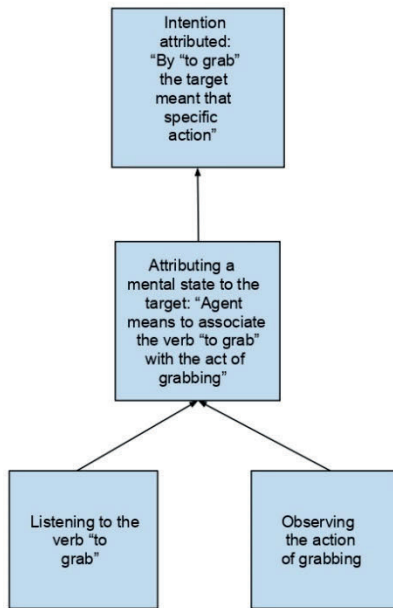 Intention
attributed:
“By “to grab”
the target
meant that
specific
action”
Attributing a
mental state to the
target: “Agent
means to associate
the verb “to grab”
with the act of
grabbing”
Listening to the
verb “to
grab”
Observing
the action
of grabbing